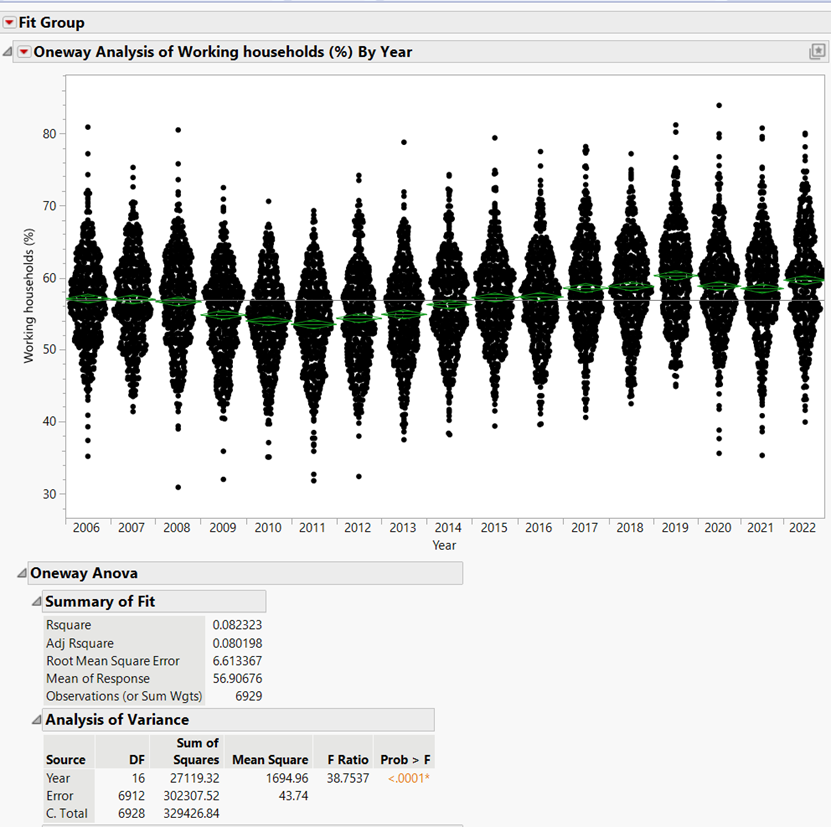 Fit Group
Oneway Analysis of Working households (%) By Year
80
70
60
50
40
30
Working households (%)
2006 2007 2008 2009 2010 2011 2012 2013 2014 2015 2016 2017 2018 2019 2020 2021 2022
Year
Oneway Anova
Summary of Fit
Rsquare 0.082323
Adj Rsquare 0.080198
Root Mean Square Error 6.613367
Mean of Response 56.90676
Observations (or Sum Wgts) 6929
Analysis of Variance
Sum of
Source DF Squares Mean Square F Ratio Prob > F
Year 16 27119.32 1694.96 38.7537 <.0001*
Error 6912 302307.52 43.74
C. Total 6928 329426.84